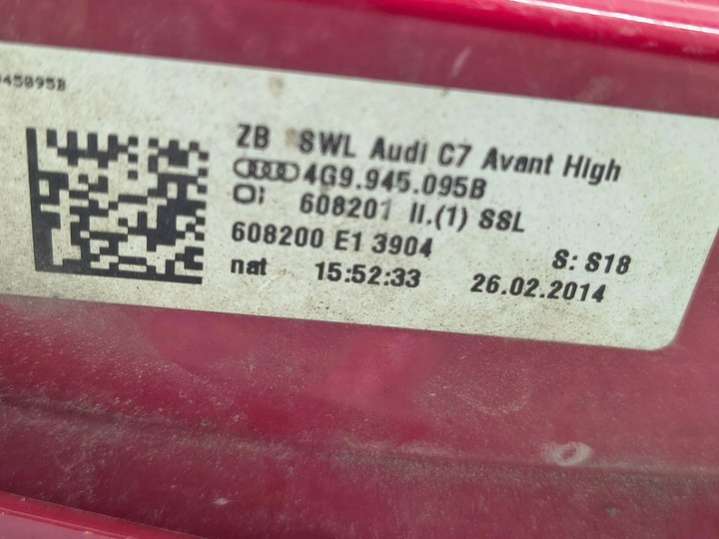 45095B
ZB SWL Audi C7 Avant High
4G9.945.095B
608201 II.(1) SSL
608200 E1 3904
S: S18
nat 15:52:33 26.02.2014